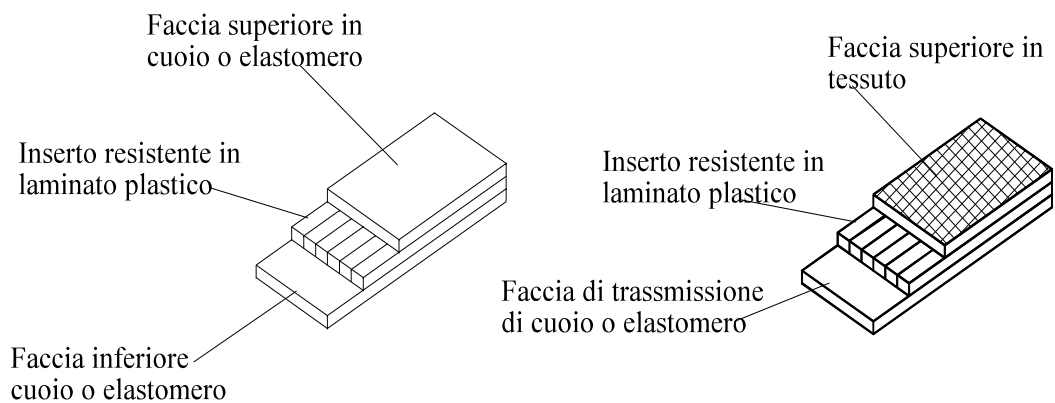 Faccia superiore in
cuoio o elastomero
Inserto resistente in
laminato plastico
Faccia inferiore
cuoio o elastomero
Faccia superiore in
tessuto
Inserto resistente in
laminato plastico
Faccia di trassmissione
di cuoio o elastomero